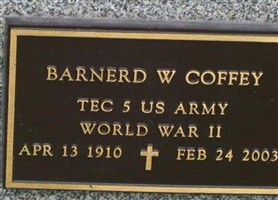 BARNERD W COFFEY
TEC 5 US ARMY
WORLD WAR II
APR 13 1910 FEB 24 2003